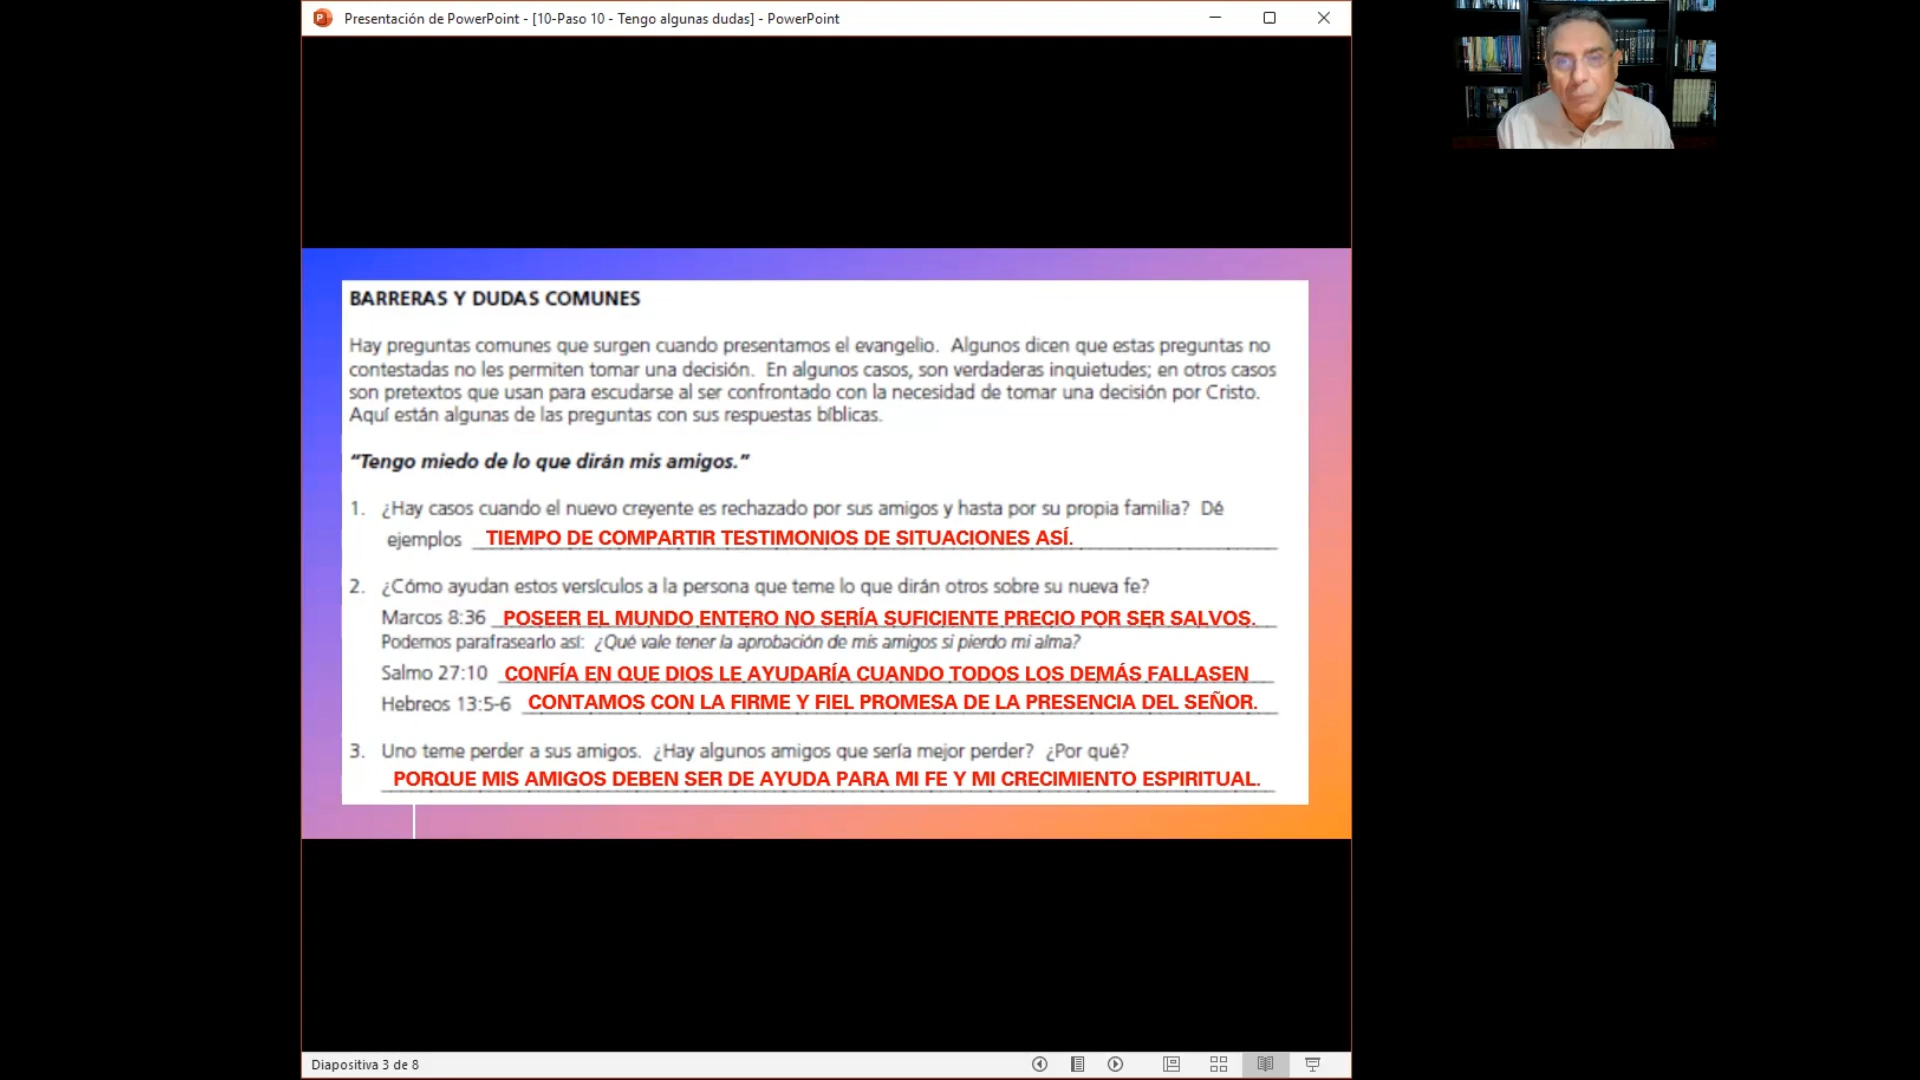 Presentación de PowerPoint - [10-Paso 10 - Tengo algunas dudas] - PowerPoint
BARRERAS Y DUDAS COMUNES
Hay preguntas comunes que surgen cuando presentamos el evangelio. Algunos dicen que estas preguntas no
contestadas no les permiten tomar una decisión. En algunos casos, son verdaderas inquietudes; en otros casos
son pretextos que usan para escudarse al ser confrontado con la necesidad de tomar una decisión por Cristo.
Aquí están algunas de las preguntas con sus respuestas bíblicas.
“Tengo miedo de lo que dirán mis amigos.”
1. ¿Hay casos cuando el nuevo creyente es rechazado por sus amigos y hasta por su propia familia? Dé
ejemplos TIEMPO DE COMPARTIR TESTIMONIOS DE SITUACIONES ASÍ.
2. ¿Cómo ayudan estos versículos a la persona que teme lo que dirán otros sobre su nueva fe?
Marcos 8:36 POSEER EL MUNDO ENTERO NO SERÍA SUFICIENTE PRECIO POR SER SALVOS.
Podemos parafrasearlo así: ¿Qué vale tener la aprobación de mis amigos si pierdo mi alma?
Salmo 27:10 CONFÍA EN QUE DIOS LE AYUDARÍA CUANDO TODOS LOS DEMÁS FALLASEN
Hebreos 13:5-6 CONTAMOS CON LA FIRME Y FIEL PROMESA DE LA PRESENCIA DEL SEÑOR.
3. Uno teme perder a sus amigos. ¿Hay algunos amigos que sería mejor perder? ¿Por qué?
PORQUE MIS AMIGOS DEBEN SER DE AYUDA PARA MI FE Y MI CRECIMIENTO ESPIRITUAL.
Diapositiva 3 de 8